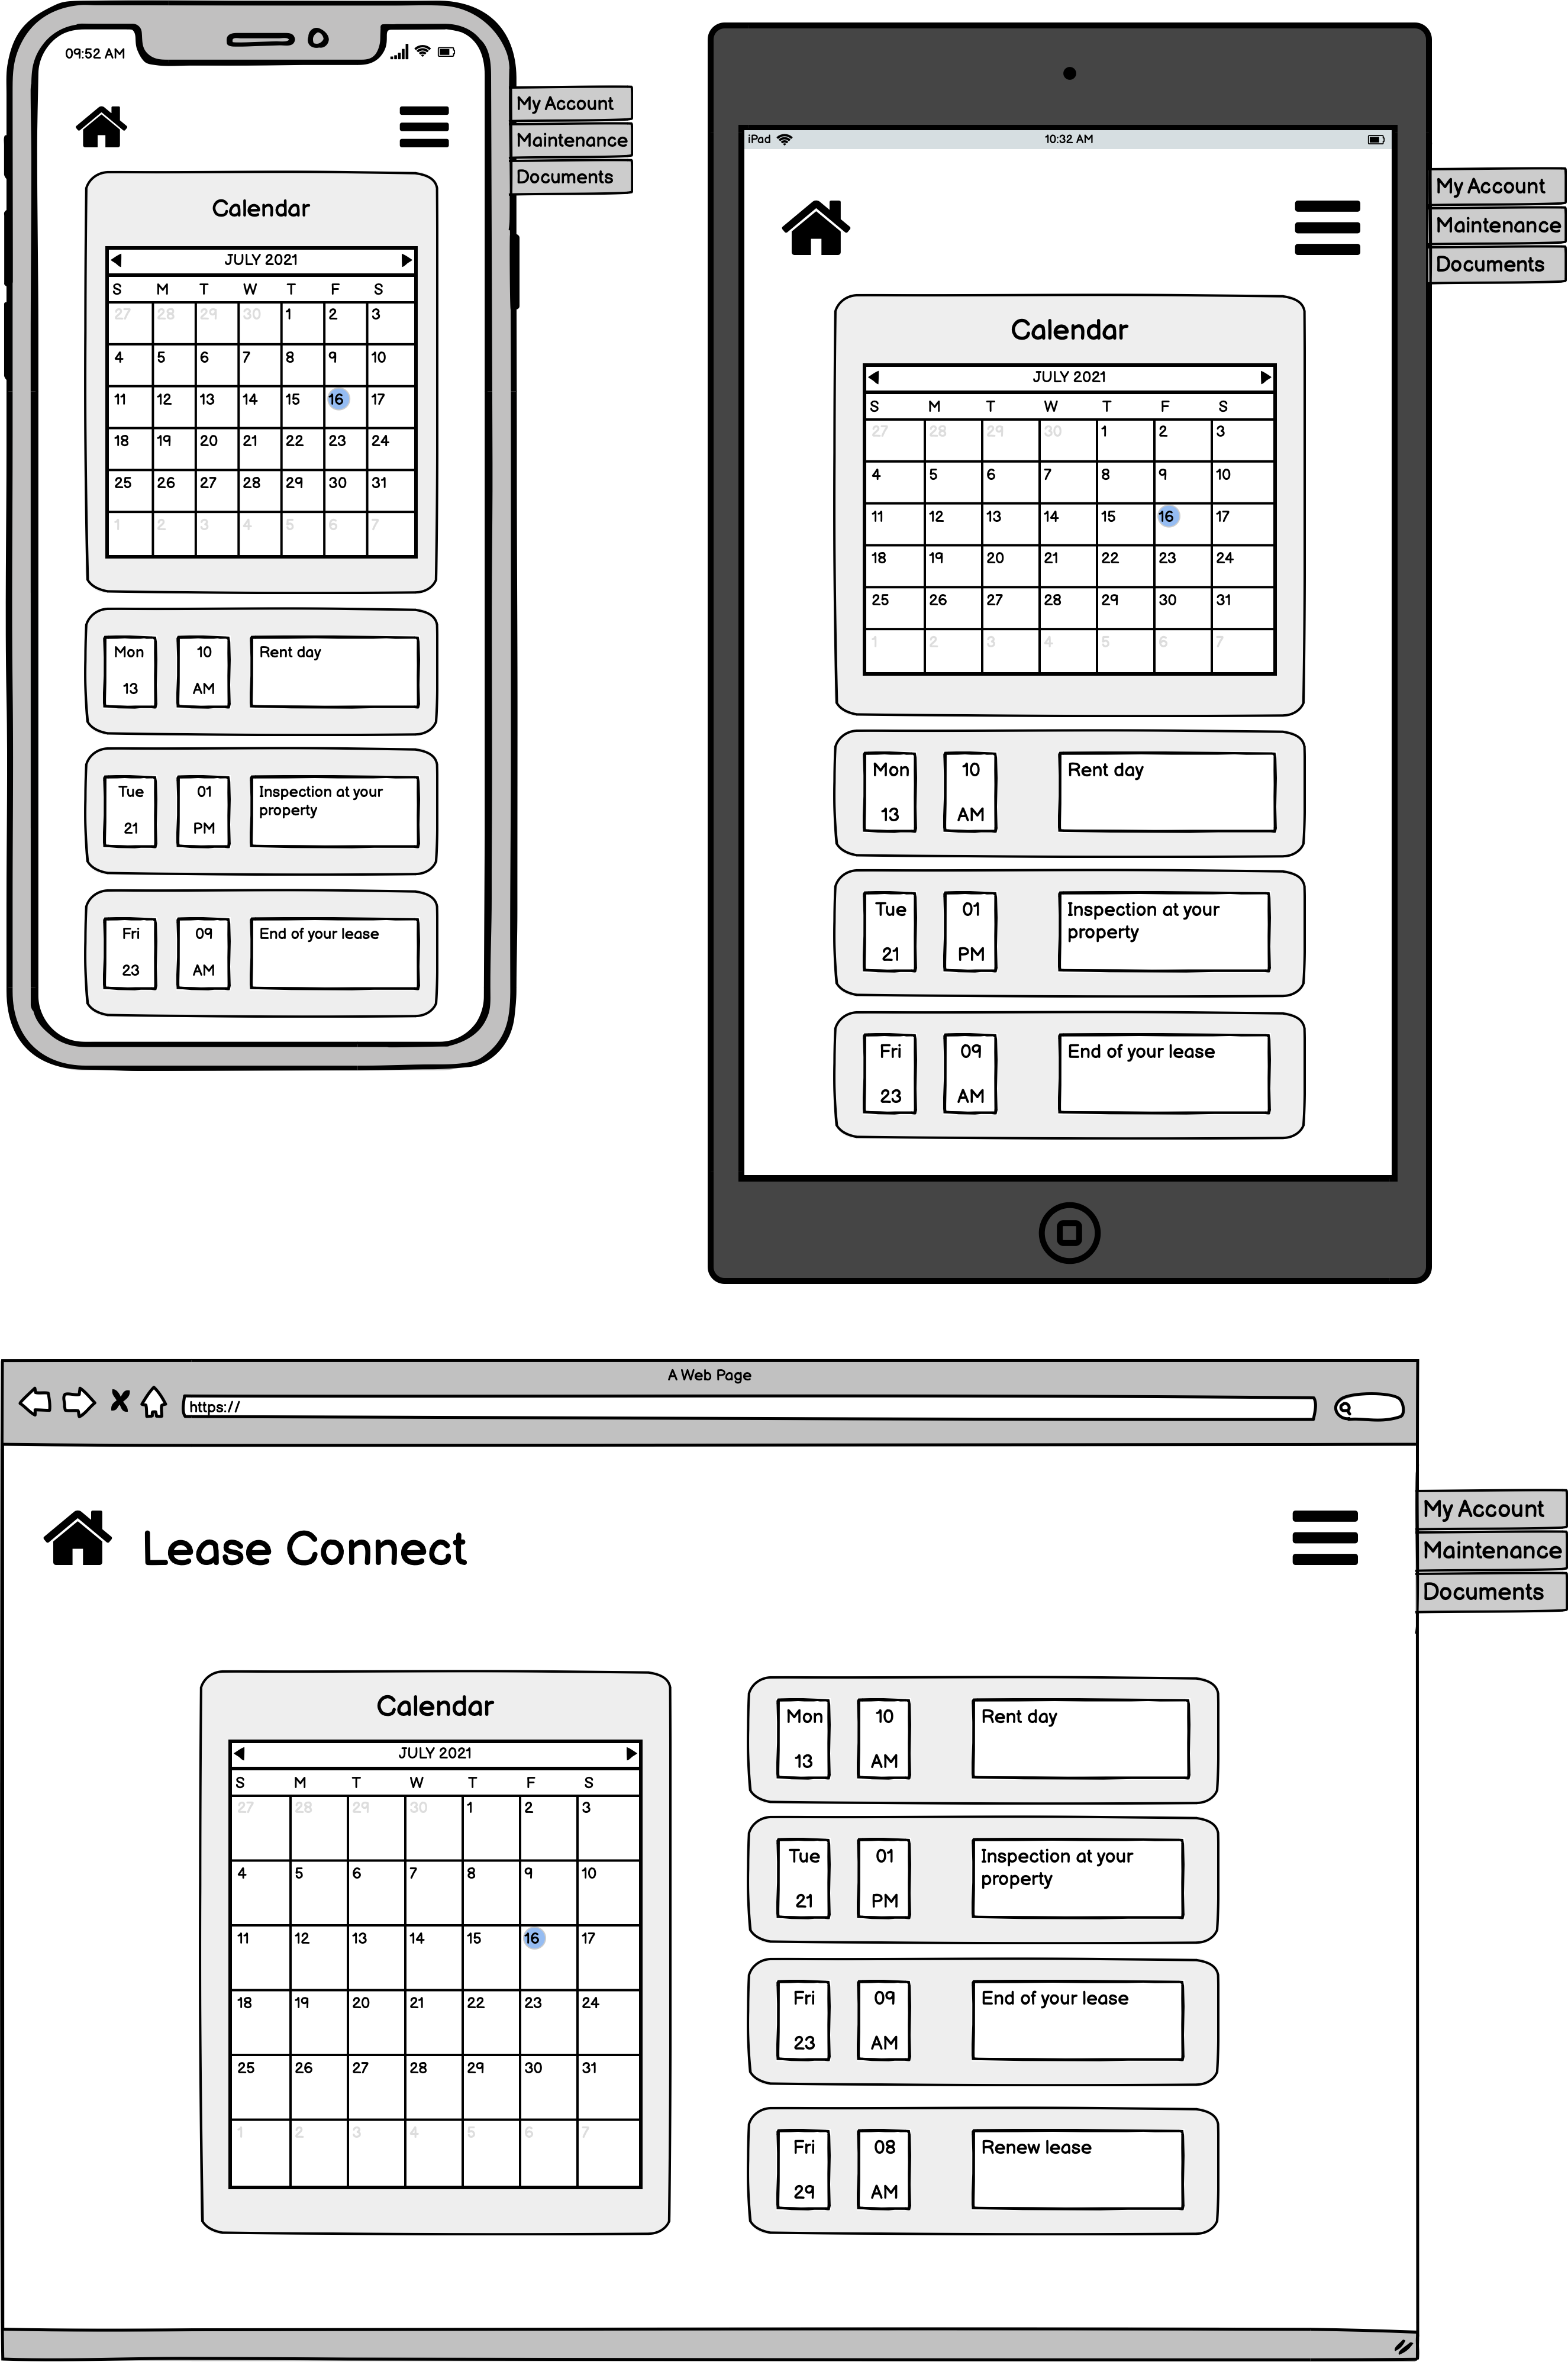 09:52 AM
My Account
Maintenance
Documents
Calendar
JULY 2021
S M T W T F S
27 28 29 30 1 2 3
4 5 6 7 8 9 10
11 12 13 14 15 16 17
18 19 20 21 22 23 24
25 26 27 28 29 30 31
1 2 3 4 5 6 7
Mon 10 Rent day
13 AM
Tue 01 Inspection at your
property
21 PM
Fri 09 End of your lease
23 AM
iPad 10:32 AM
My Account
Maintenance
Documents
Calendar
JULY 2021
S M T W T F S
27 28 29 30 1 2 3
4 5 6 7 8 9 10
11 12 13 14 15 16 17
18 19 20 21 22 23 24
25 26 27 28 29 30 31
1 2 3 4 5 6 7
Mon 10 Rent day
13 AM
Tue 01 Inspection at your
property
21 PM
Fri 09 End of your lease
23 AM
A Web Page
https://
Lease Connect
My Account
Maintenance
Documents
Calendar
JULY 2021
S M T W T F S
27 28 29 30 1 2 3
4 5 6 7 8 9 10
11 12 13 14 15 16 17
18 19 20 21 22 23 24
25 26 27 28 29 30 31
1 2 3 4 5 6 7
Mon 10 Rent day
13 AM
Tue 01 Inspection at your
property
21 PM
Fri 09 End of your lease
23 AM
Fri 08 Renew lease
29 AM